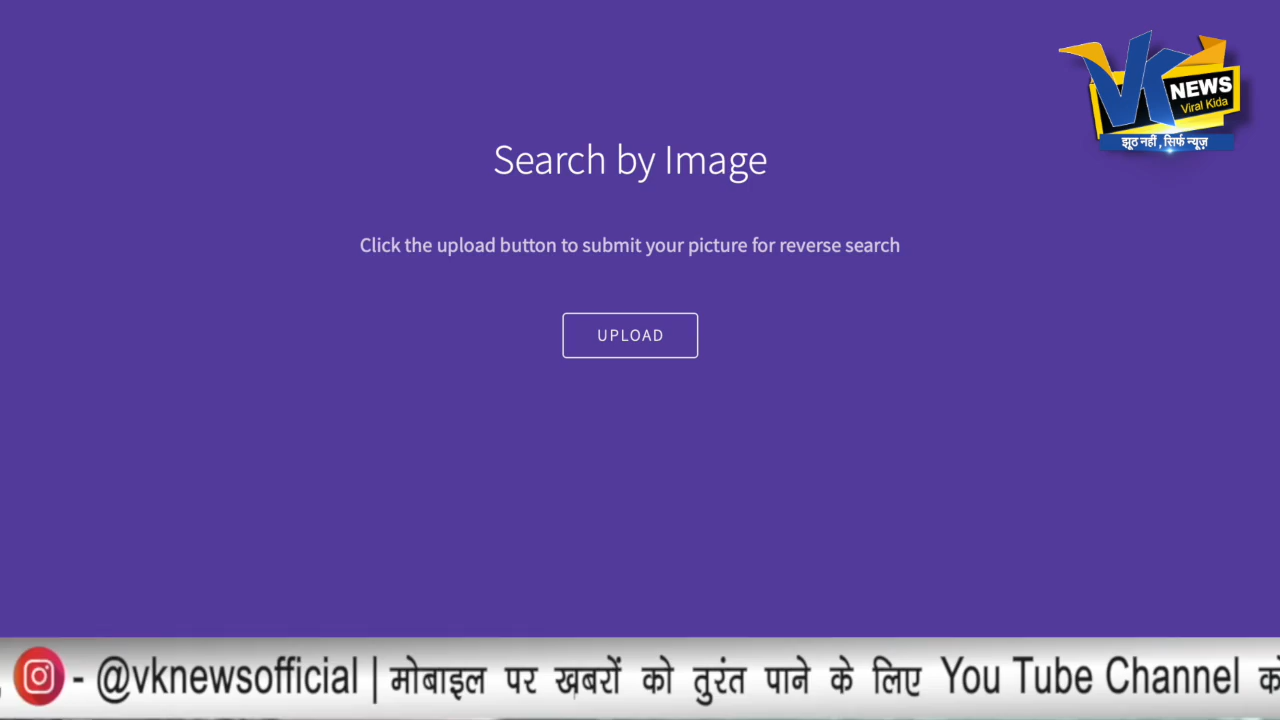 NEWS
Viral Kida
झूठ नहीं , सिर्फ न्यूज़
Search by Image
Click the upload button to submit your picture for reverse search
UPLOAD
- @vknewsofficial | मोबाइल पर खबरों को तुरंत पाने के लिए You Tube Channel को